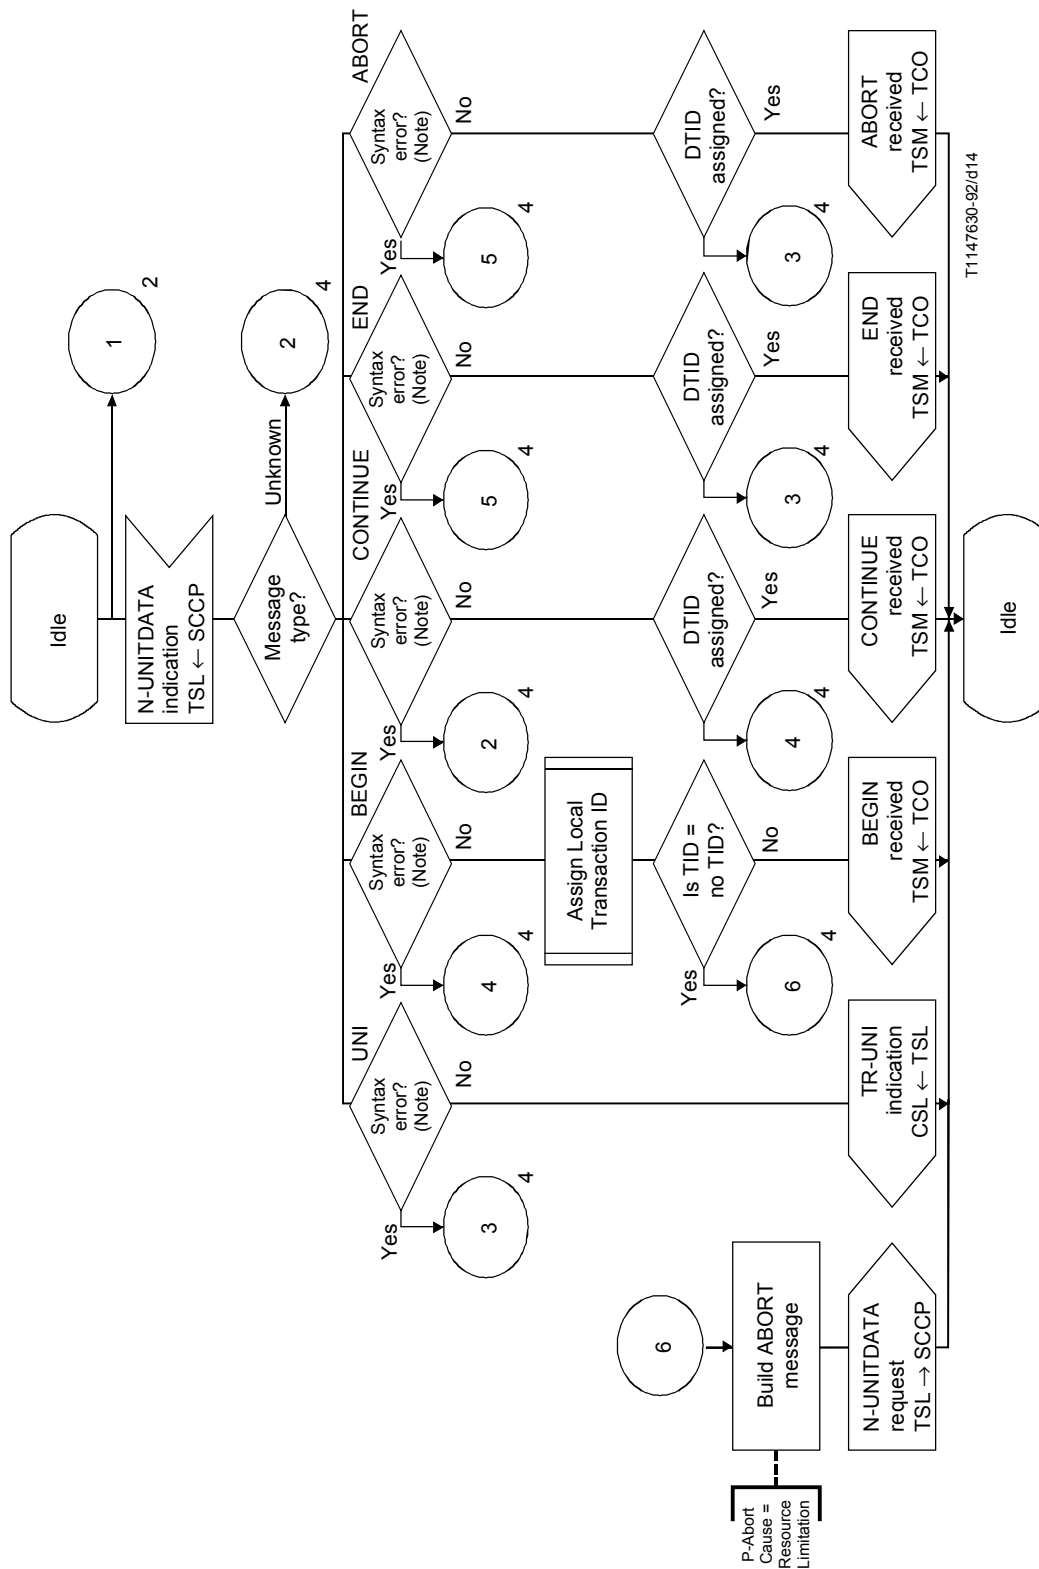 Idle
1
2
N-UNITDATA
indication
TSL ← SCCP
Message
type?
Unknown
2
4
UNI
Syntax
error?
(Note)
Yes
No
3
4
BEGIN
Syntax
error?
(Note)
Yes
No
4
4
CONTINUE
Syntax
error?
(Note)
Yes
No
2
4
END
Syntax
error?
(Note)
Yes
No
5
4
ABORT
Syntax
error?
(Note)
Yes
No
5
4
Assign Local
Transaction ID
6
Is TID =
no TID?
Yes
No
6
4
DTID
assigned?
Yes
4
4
DTID
assigned?
Yes
3
4
DTID
assigned?
Yes
3
4
P-Abort
Cause =
Resource
Limitation
Build ABORT
message
N-UNITDATA
request
TSL → SCCP
TR-UNI
indication
CSL ← TSL
BEGIN
received
TSM ← TCO
CONTINUE
received
TSM ← TCO
END
received
TSM ← TCO
ABORT
received
TSM ← TCO
Idle
T1147630-92/d14